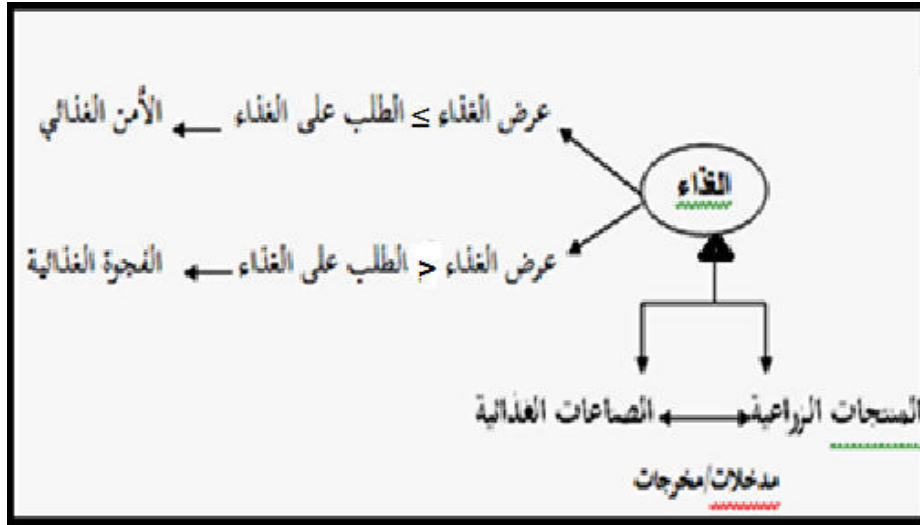 عرض الغذاء ≥ الطلب على الغذاء ← الأمن الغذائي
الغذاء
عرض الغذاء > الطلب على الغذاء ← الفجوة الغذائية
المنتجات الزراعية ↔ الصاعات الغذائية
مدخلات/مخرجات